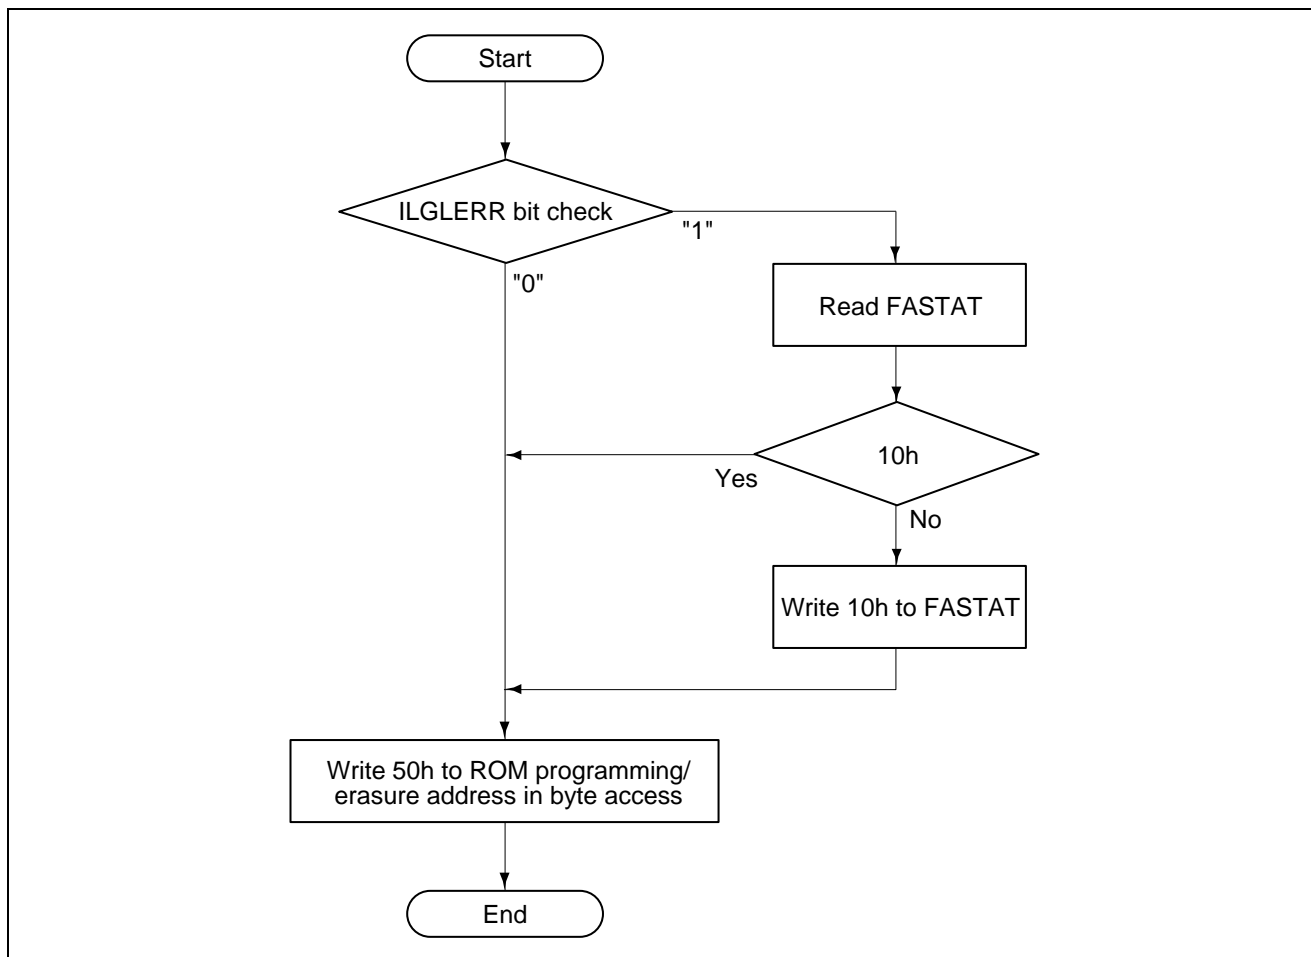 Start
ILGLERR bit check
"1"
"0"
Read FASTAT
10h
Yes
No
Write 10h to FASTAT
Write 50h to ROM programming/
erasure address in byte access
End